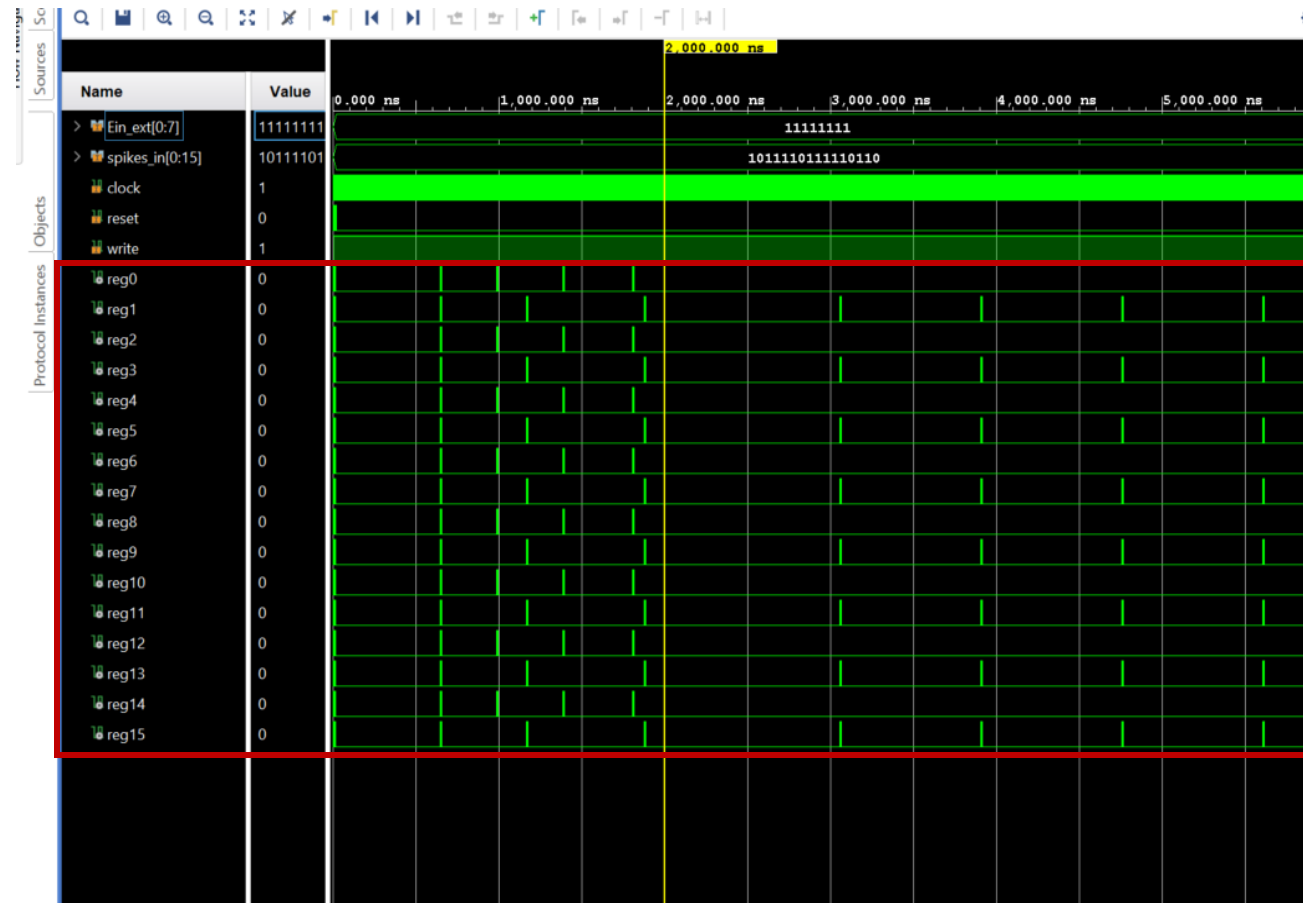 Sources
Objects
Protocol Instances
2,000.000 ns
Name Value
0.000 ns 1,000.000 ns 2,000.000 ns 3,000.000 ns 4,000.000 ns 5,000.000 ns
Ein_ext[0:7] 11111111 11111111
spikes_in[0:15] 10111101 1011110111110110
clock 1
reset 0
write 1
reg0 0
reg1 0
reg2 0
reg3 0
reg4 0
reg5 0
reg6 0
reg7 0
reg8 0
reg9 0
reg10 0
reg11 0
reg12 0
reg13 0
reg14 0
reg15 0